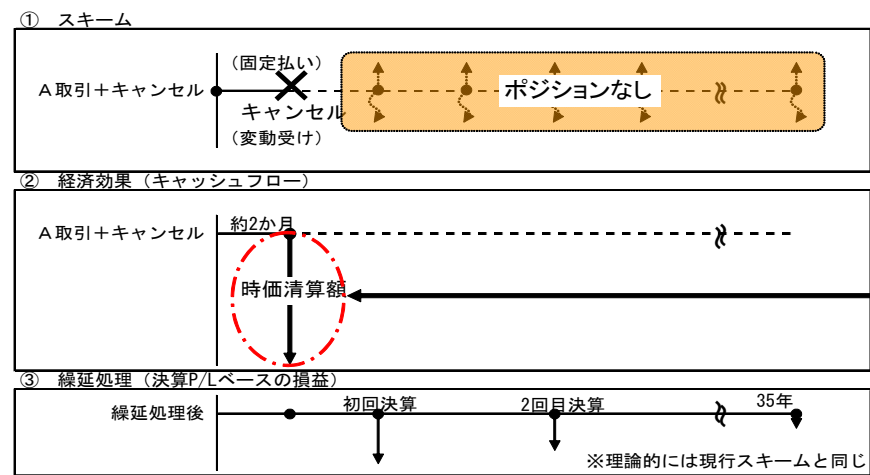 ① スキーム
(固定払い)
A取引+キャンセル
キャンセル
(変動受け)
ポジションなし
② 経済効果(キャッシュフロー)
約2か月
A取引+キャンセル
時価清算額
③ 繰延処理(決算P/Lベースの損益)
繰延処理後
初回決算
2回目決算
35年
※理論的には現行スキームと同じ